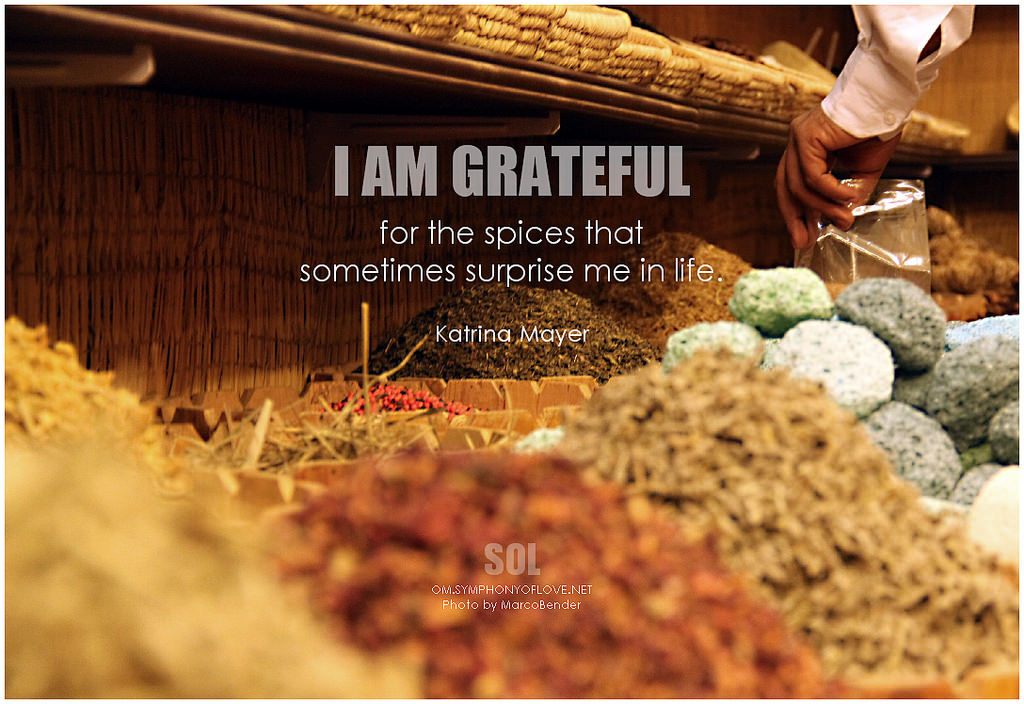 I AM GRATEFUL
for the spices that
sometimes surprise me in life.
Katrina Mayer
SOL
OM.SYMPHONYOFLOVE.NET
Photo by MarcoBender